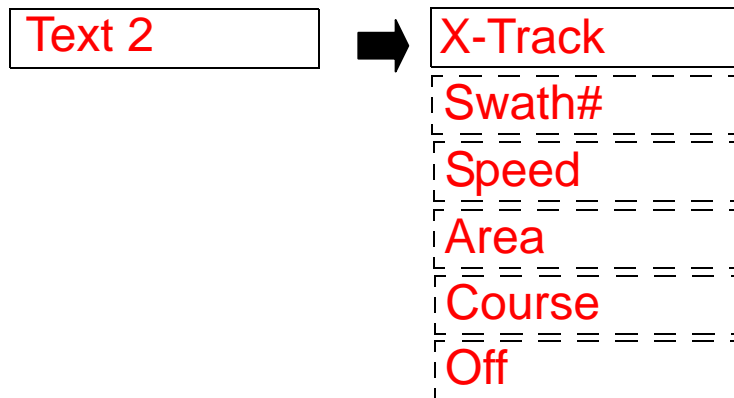 Text 2
X-Track
Swath#
Speed
Area
Course
Off